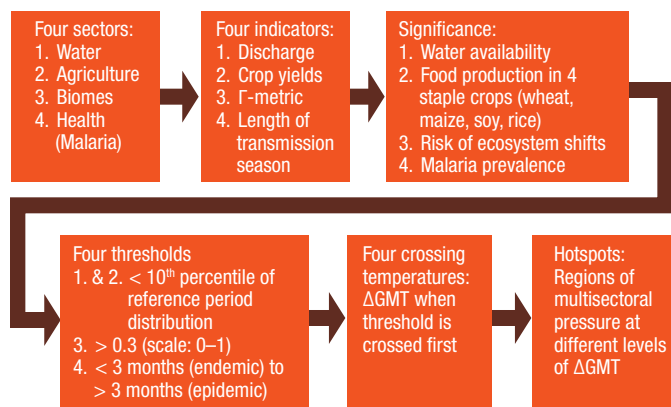 Four sectors:
1. Water
2. Agriculture
3. Biomes
4. Health
(Malaria)
Four indicators:
1. Discharge
2. Crop yields
3. Γ-metric
4. Length of
transmission
season
Significance:
1. Water availability
2. Food production in 4
staple crops (wheat,
maize, soy, rice)
3. Risk of ecosystem shifts
4. Malaria prevalence
Four thresholds
1. & 2. < 10th percentile of
reference period
distribution
3. > 0.3 (scale: 0–1)
4. < 3 months (endemic) to
> 3 months (epidemic)
Four crossing
temperatures:
ΔGMT when
threshold is
crossed first
Hotspots:
Regions of
multisectoral
pressure at
different levels
of ΔGMT